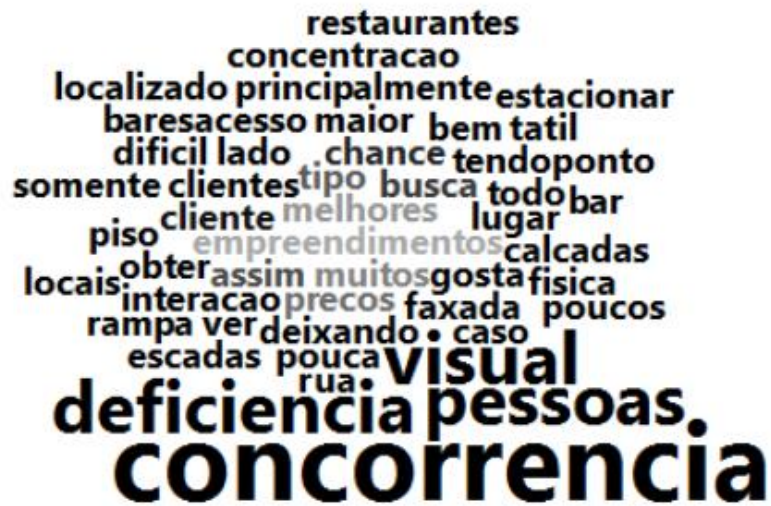 restaurantes
concentracao
localizado principalmente estacionar
baresacesso maior bem tatil
dificil lado chance tendoponto
somente clientes tipo busca todo bar
cliente melhores lugar
piso empreendimentos calcadas
locais obter assim muitos gosta fisica
interacao precos faxada poucos
rampa ver deixando caso
escadas pouca visual
rua
deficiencia pessoas
concorrencia